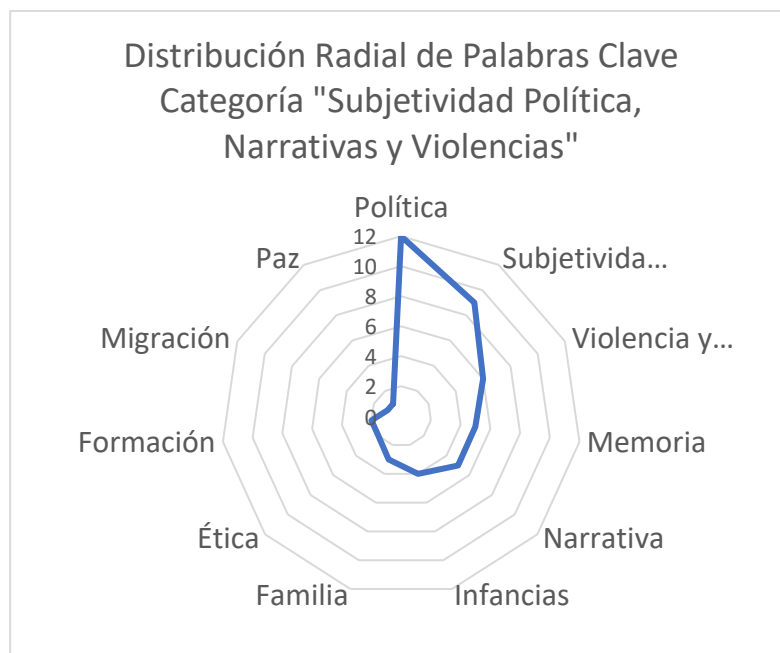 Distribución Radial de Palabras Clave
Categoría "Subjetividad Política,
Narrativas y Violencias"
Política
Subjetivida...
Violencia y...
Memoria
Narrativa
Infancias
Familia
Ética
Formación
Migración
Paz
12
10
8
6
4
2
0